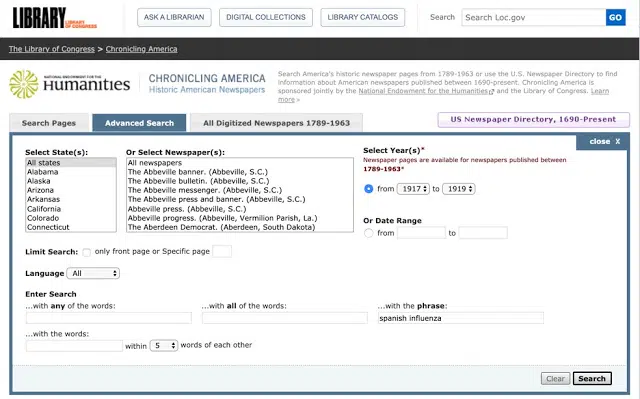 LIBRARY
LIBRARY OF CONGRESS
ASK A LIBRARIAN
DIGITAL COLLECTIONS
LIBRARY CATALOGS
Search
Search Loc.gov
GO
The Library of Congress > Chronicling America
NATIONAL ENDOWMENT FOR THE
Humanities
CHRONICLING AMERICA
Historic American Newspapers
Search America's historic newspaper pages from 1789-1963 or use the U.S. Newspaper Directory to find
information about American newspapers published between 1690-present. Chronicling America is
sponsored jointly by the National Endowment for the Humanities and the Library of Congress. Learn
more >
Search Pages
Advanced Search
All Digitized Newspapers 1789-1963
US Newspaper Directory, 1690-Present
close X
Select State(s):
All states
Alabama
Alaska
Arizona
Arkansas
California
Colorado
Connecticut
Or Select Newspaper(s):
All newspapers
The Abbeville banner. (Abbeville, S.C.)
The Abbeville bulletin. (Abbeville, S.C.)
The Abbeville messenger. (Abbeville, S.C.)
The Abbeville press and banner. (Abbeville, S.C.)
Abbeville press. (Abbeville, S.C.)
Abbeville progress. (Abbeville, Vermilion Parish, La.)
The Aberdeen Democrat. (Aberdeen, South Dakota)
Select Year(s)*
Newspaper pages are available for newspapers published between
1789-1963*
from 1917 to 1919
Or Date Range
from to
Limit Search: only front page or Specific page
Language All
Enter Search
...with any of the words:
...with all of the words:
...with the phrase:
spanish influenza
...with the words:
within 5 words of each other
Clear
Search